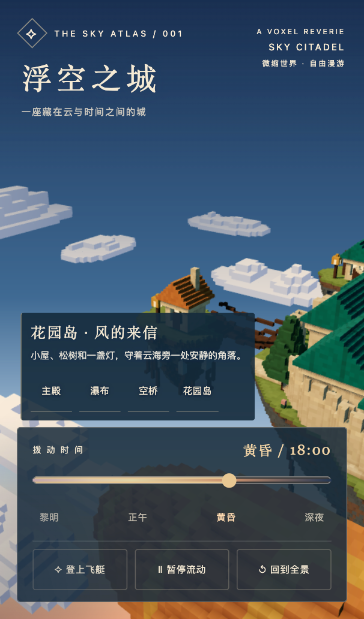 THE SKY ATLAS / 001
浮空之城
一座藏在云与时间之间的城
A VOXEL REVERIE
SKY CITADEL
微缩世界 · 自由漫游
花园岛 · 风的来信
小屋、松树和一盏灯，守着云海旁一处安静的角落。
主殿 瀑布 空桥 花园岛
拨动时间 黄昏 / 18:00
黎明 正午 黄昏 深夜
✧ 登上飞艇 Ⅱ 暂停流动 ↺ 回到全景